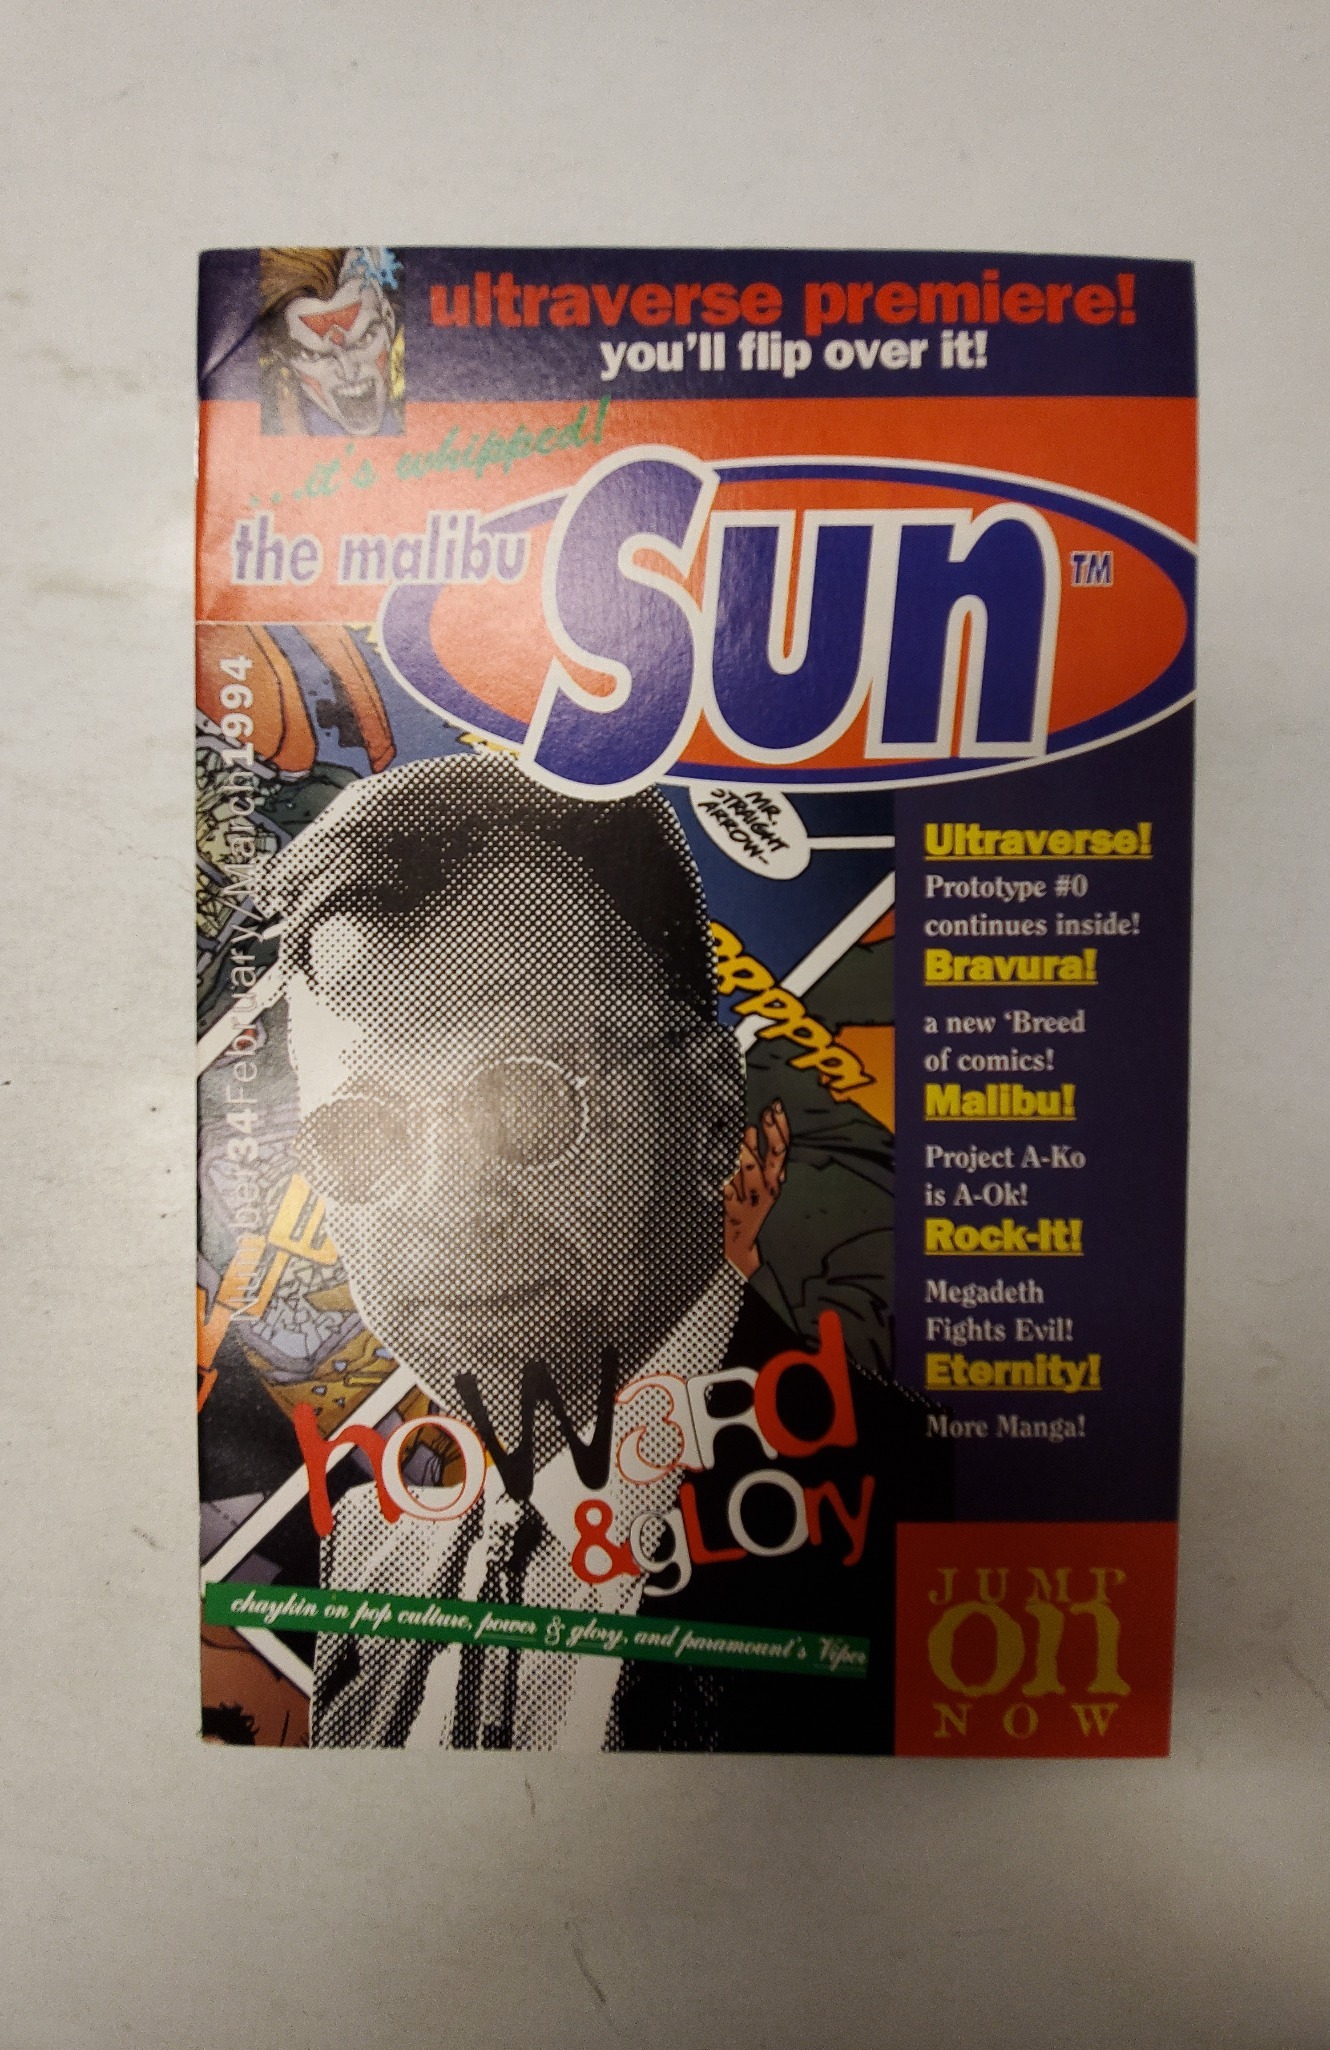 ultraverse premiere!
you'll flip over it!
...it's whipped!
the malibu
Sun™
Number 34 February/March 1994
MR.
STRAIGHT
ARROW--
Ultraverse!
Prototype #0
continues inside!
Bravura!
a new 'Breed
of comics!
Malibu!
Project A-Ko
is A-Ok!
Rock-It!
Megadeth
Fights Evil!
Eternity!
More Manga!
howard
& glory
chaykin on pop culture, power & glory, and paramount's Viper
JUMP
on
NOW